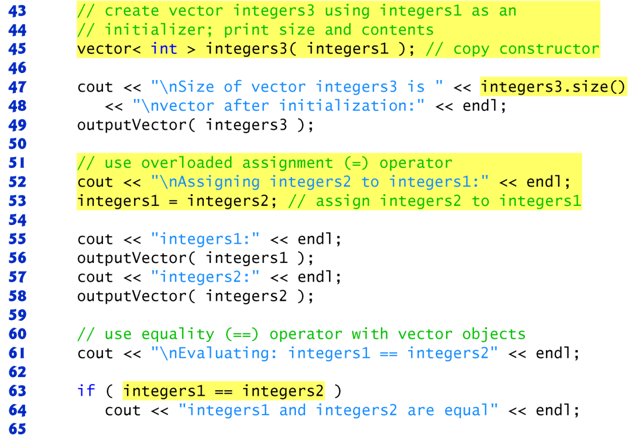 43 // create vector integers3 using integers1 as an
44 // initializer; print size and contents
45 vector< int > integers3( integers1 ); // copy constructor
46
47 cout << "\nSize of vector integers3 is " << integers3.size()
48    << "\nvector after initialization:" << endl;
49 outputVector( integers3 );
50
51 // use overloaded assignment (=) operator
52 cout << "\nAssigning integers2 to integers1:" << endl;
53 integers1 = integers2; // assign integers2 to integers1
54
55 cout << "integers1:" << endl;
56 outputVector( integers1 );
57 cout << "integers2:" << endl;
58 outputVector( integers2 );
59
60 // use equality (==) operator with vector objects
61 cout << "\nEvaluating: integers1 == integers2" << endl;
62
63 if ( integers1 == integers2 )
64    cout << "integers1 and integers2 are equal" << endl;
65